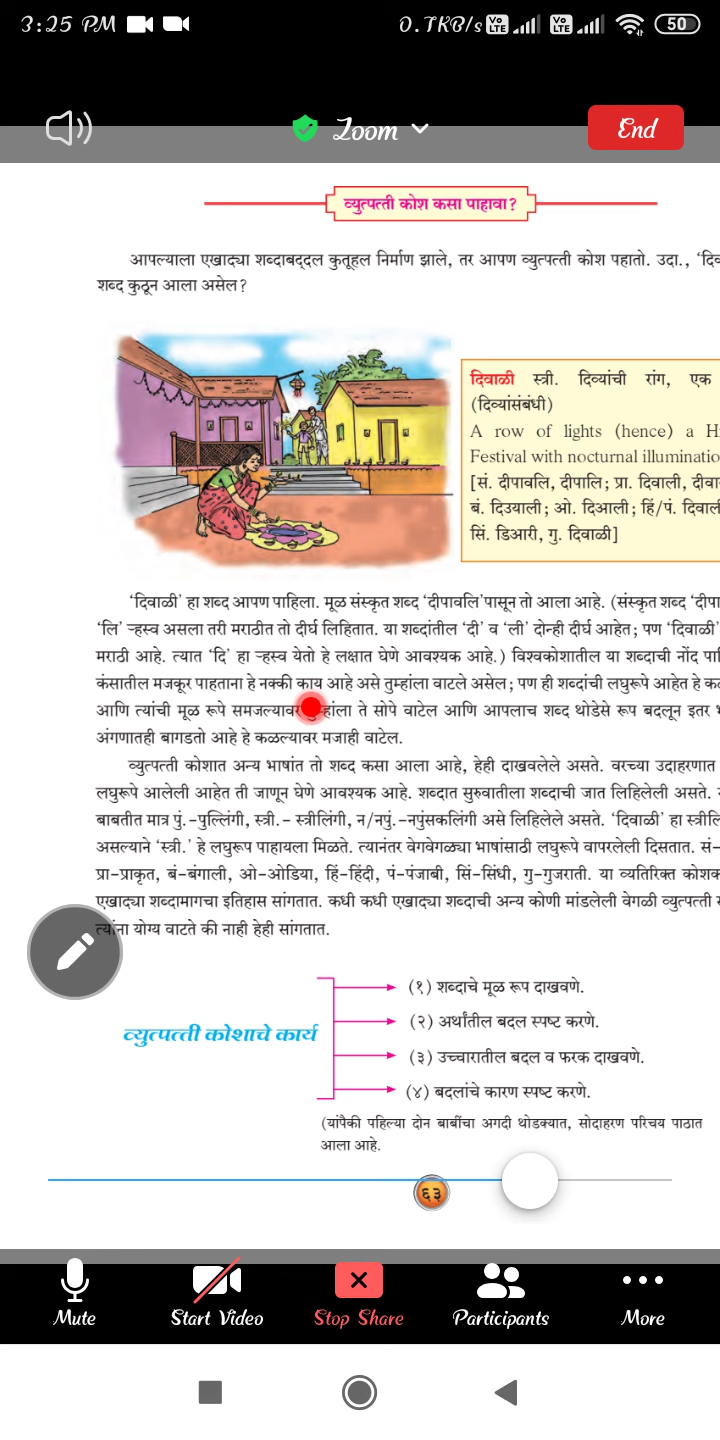 3:25 PM 0.7KB/s Vo LTE Vo LTE 50
Zoom End
व्युत्पत्ती कोश कसा पाहावा?
आपल्याला एखाद्या शब्दाबद्दल कुतूहल निर्माण झाले, तर आपण व्युत्पत्ती कोश पहातो. उदा., ‘दिव
शब्द कुठून आला असेल?
दिवाळी स्त्री. दिव्यांची रांग, एक
(दिव्यांसंबंधी)
A row of lights (hence) a H
Festival with nocturnal illuminatio
[सं. दीपावलि, दीपालि; प्रा. दिवाली, दीवा
बं. दिउयाली; ओ. दिआली; हिं/पं. दिवाल
सिं. डिआरी, गु. दिवाळी]
‘दिवाळी’ हा शब्द आपण पाहिला. मूळ संस्कृत शब्द ‘दीपावलि’पासून तो आला आहे. (संस्कृत शब्द ‘दीपा
‘लि’ ऱ्हस्व असला तरी मराठीत तो दीर्घ लिहितात. या शब्दांतील ‘दी’ व ‘ली’ दोन्ही दीर्घ आहेत; पण ‘दिवाळी’
मराठी आहे. त्यात ‘दि’ हा ऱ्हस्व येतो हे लक्षात घेणे आवश्यक आहे.) विश्वकोशातील या शब्दाची नोंद पा
कंसातील मजकूर पाहताना हे नक्की काय आहे असे तुम्हांला वाटले असेल; पण ही शब्दांची लघुरूपे आहेत हे क
आणि त्यांची मूळ रूपे समजल्यावर तुम्हांला ते सोपे वाटेल आणि आपलाच शब्द थोडेसे रूप बदलून इतर
अंगणातही बागडतो आहे हे कळल्यावर मजाही वाटेल.
व्युत्पत्ती कोशात अन्य भाषांत तो शब्द कसा आला आहे, हेही दाखवलेले असते. वरच्या उदाहरणात
लघुरूपे आलेली आहेत ती जाणून घेणे आवश्यक आहे. शब्दात सुरुवातीला शब्दाची जात लिहिलेली असते.
बाबतीत मात्र पुं.-पुल्लिंगी, स्त्री.- स्त्रीलिंगी, न/नपुं.-नपुंसकलिंगी असे लिहिलेले असते. ‘दिवाळी’ हा स्त्रीलि
असल्याने ‘स्त्री.’ हे लघुरूप पाहायला मिळते. त्यानंतर वेगवेगळ्या भाषांसाठी लघुरूपे वापरलेली दिसतात. सं-
प्रा-प्राकृत, बं-बंगाली, ओ-ओडिया, हिं-हिंदी, पं-पंजाबी, सिं-सिंधी, गु-गुजराती. या व्यतिरिक्त कोशक
एखाद्या शब्दामागचा इतिहास सांगतात. कधी कधी एखाद्या शब्दाची अन्य कोणी मांडलेली वेगळी व्युत्पत्ती
त्यांना योग्य वाटते की नाही हेही सांगतात.
व्युत्पत्ती कोशाचे कार्य
(१) शब्दाचे मूळ रूप दाखवणे.
(२) अर्थांतील बदल स्पष्ट करणे.
(३) उच्चारातील बदल व फरक दाखवणे.
(४) बदलांचे कारण स्पष्ट करणे.
(यांपैकी पहिल्या दोन बाबींचा अगदी थोडक्यात, सोदाहरण परिचय पाठात
आला आहे.
६३
Mute Start Video Stop Share Participants More